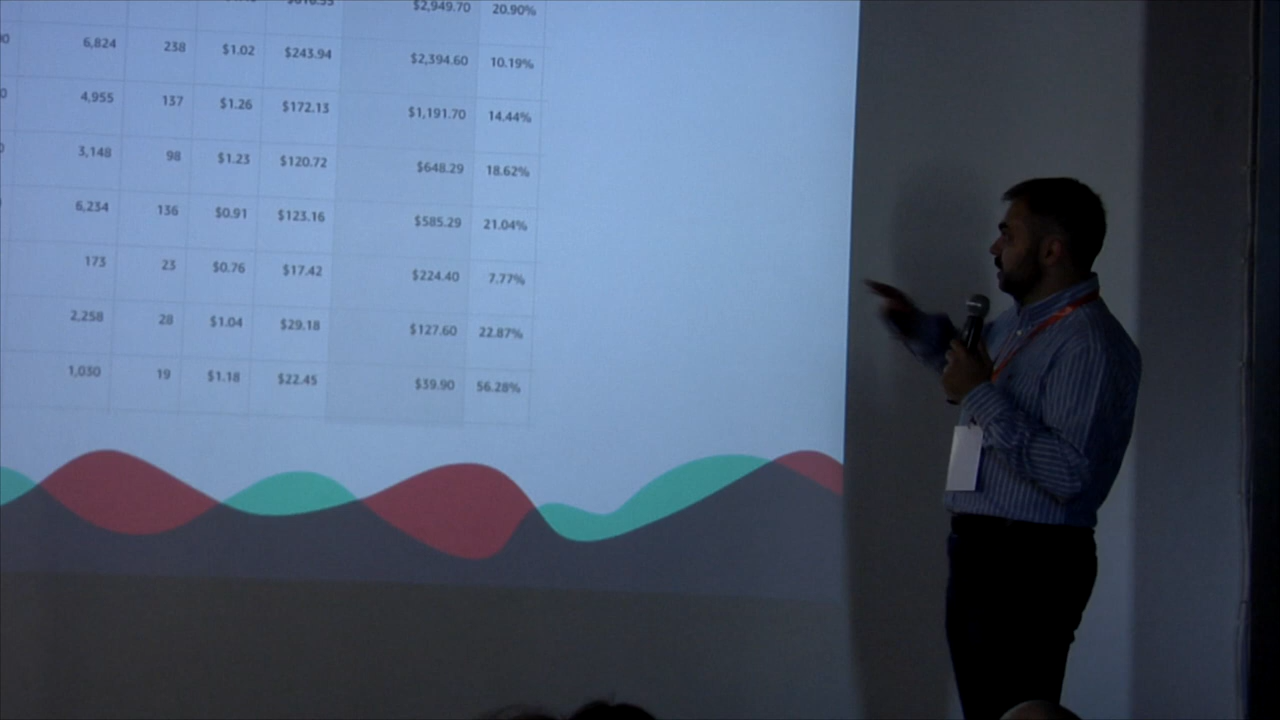 $2,949.70 20.90%
6,824 238 $1.02 $243.94 $2,394.60 10.19%
4,955 137 $1.26 $172.13 $1,191.70 14.44%
3,148 98 $1.23 $120.72 $648.29 18.62%
6,234 136 $0.91 $123.16 $585.29 21.04%
173 23 $0.76 $17.42 $224.40 7.77%
2,258 28 $1.04 $29.18 $127.60 22.87%
1,030 19 $1.18 $22.45 $39.90 56.28%